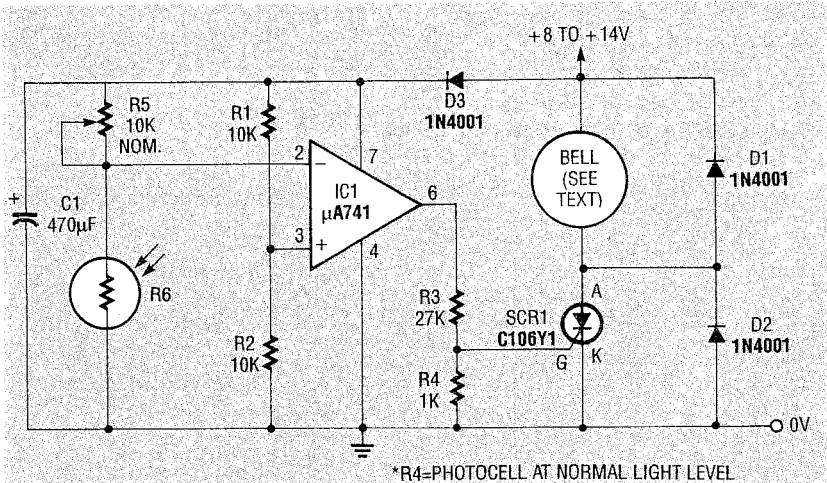 +8 TO +14V
R5
10K
NOM.
R1
10K
D3
1N4001
C1
470µF
+
R6
2
−
3
+
IC1
µA741
7
4
6
BELL
(SEE
TEXT)
D1
1N4001
R2
10K
R3
27K
R4
1K
SCR1
C106Y1
A
G
K
D2
1N4001
0V
*R4=PHOTOCELL AT NORMAL LIGHT LEVEL